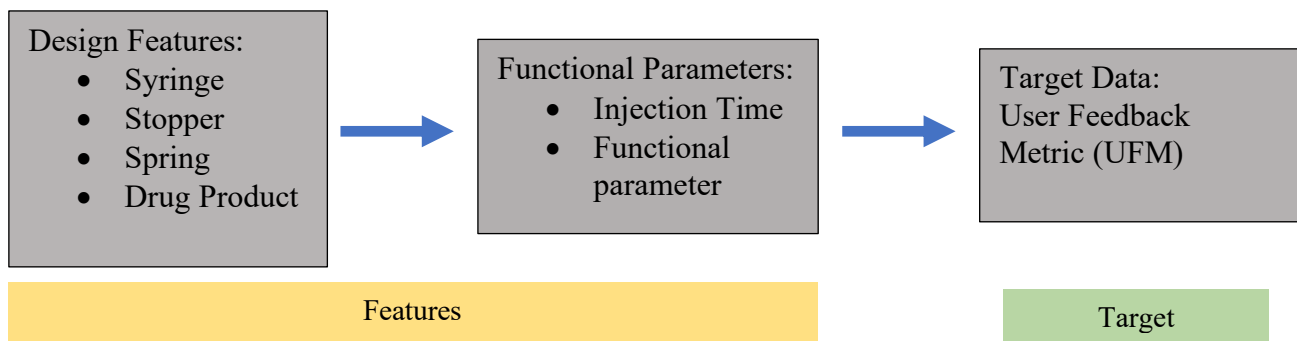 Design Features:
• Syringe
• Stopper
• Spring
• Drug Product
Functional Parameters:
• Injection Time
• Functional
parameter
Target Data:
User Feedback
Metric (UFM)
Features
Target